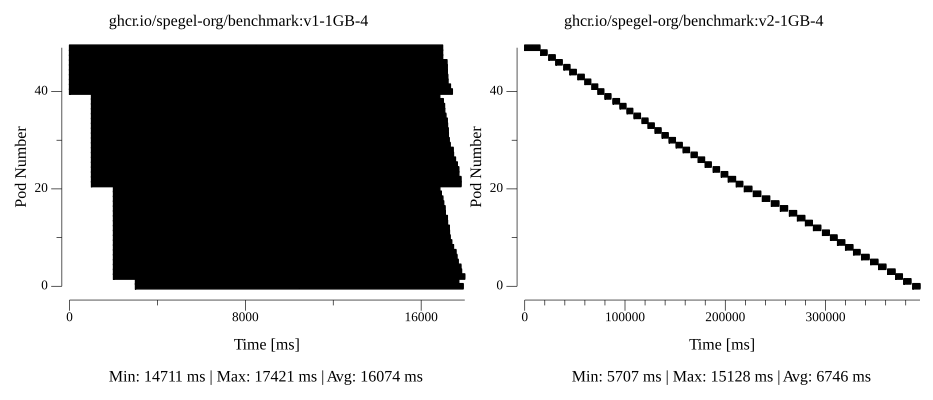 ghcr.io/spegel-org/benchmark:v1-1GB-4
Pod Number
40
20
0
0 8000 16000
Time [ms]
Min: 14711 ms | Max: 17421 ms | Avg: 16074 ms
ghcr.io/spegel-org/benchmark:v2-1GB-4
Pod Number
40
20
0
0 100000 200000 300000
Time [ms]
Min: 5707 ms | Max: 15128 ms | Avg: 6746 ms